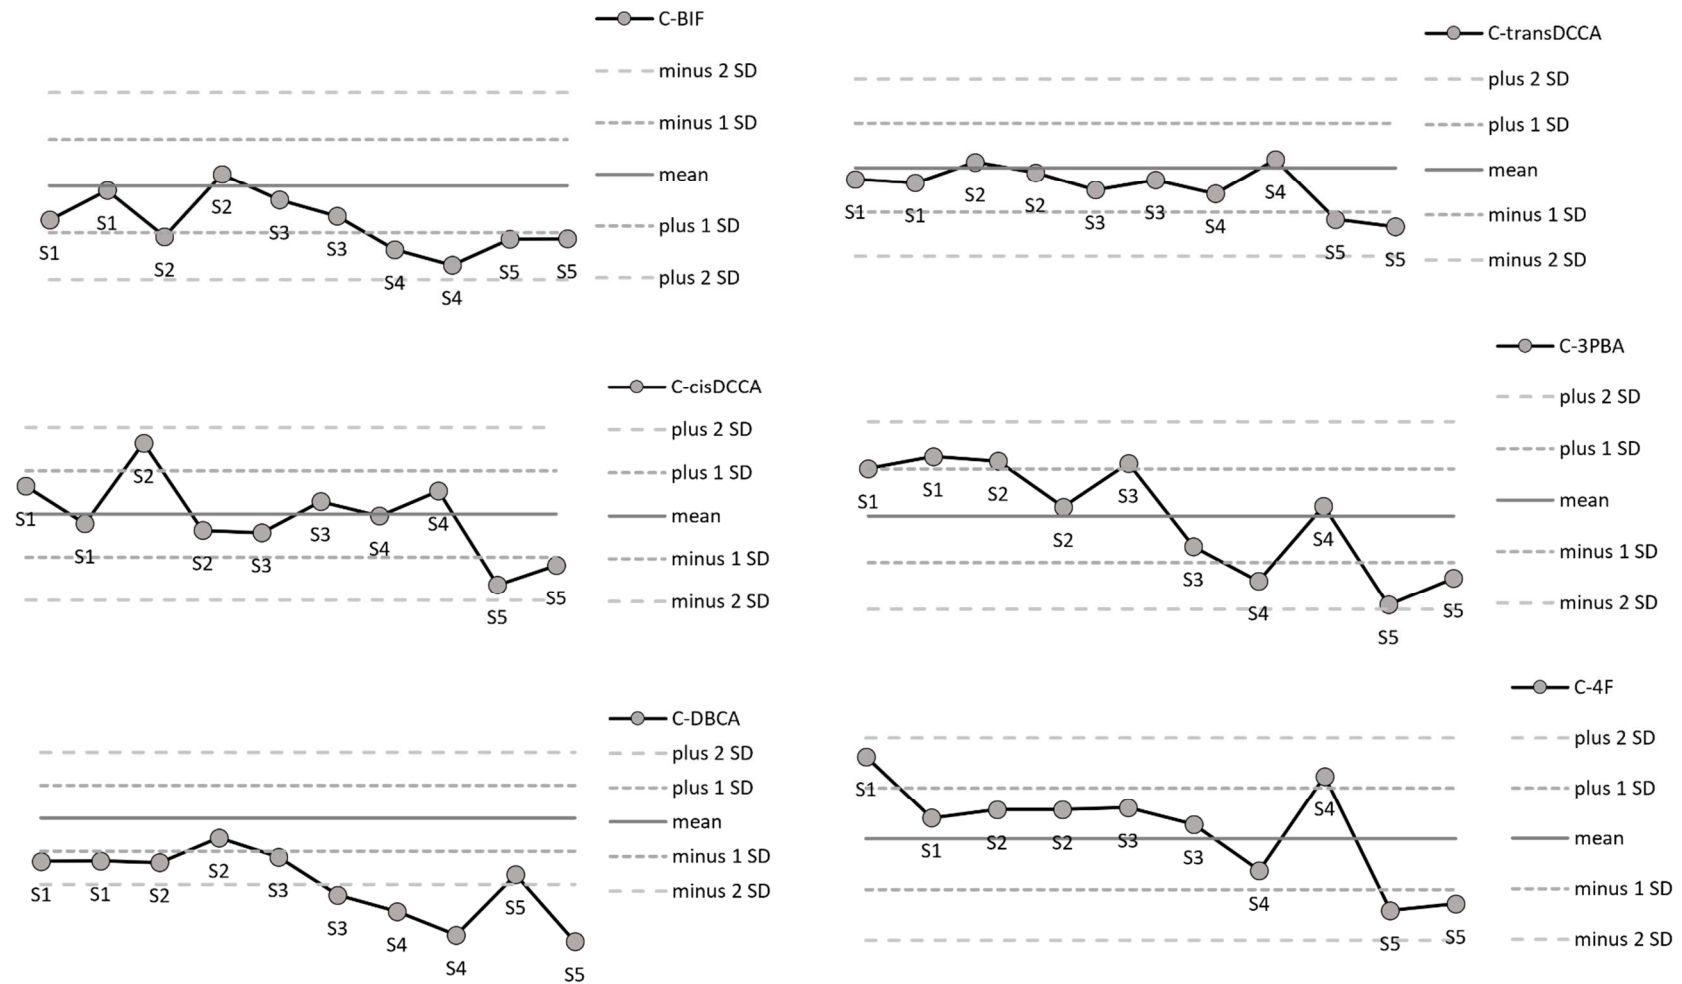 C-BIF
minus 2 SD
minus 1 SD
mean
plus 1 SD
plus 2 SD
S1
S1
S2
S2
S3
S3
S4
S4
S5
S5
C-transDCCA
plus 2 SD
plus 1 SD
mean
minus 1 SD
minus 2 SD
S1
S1
S2
S2
S3
S3
S4
S4
S5
S5
C-cisDCCA
plus 2 SD
plus 1 SD
mean
minus 1 SD
minus 2 SD
S1
S1
S2
S2
S3
S3
S4
S4
S5
S5
C-3PBA
plus 2 SD
plus 1 SD
mean
minus 1 SD
minus 2 SD
S1
S1
S2
S2
S3
S3
S4
S4
S5
S5
C-DBCA
plus 2 SD
plus 1 SD
mean
minus 1 SD
minus 2 SD
S1
S1
S2
S2
S3
S3
S4
S4
S5
S5
C-4F
plus 2 SD
plus 1 SD
mean
minus 1 SD
minus 2 SD
S1
S1
S2
S2
S3
S3
S4
S4
S5
S5